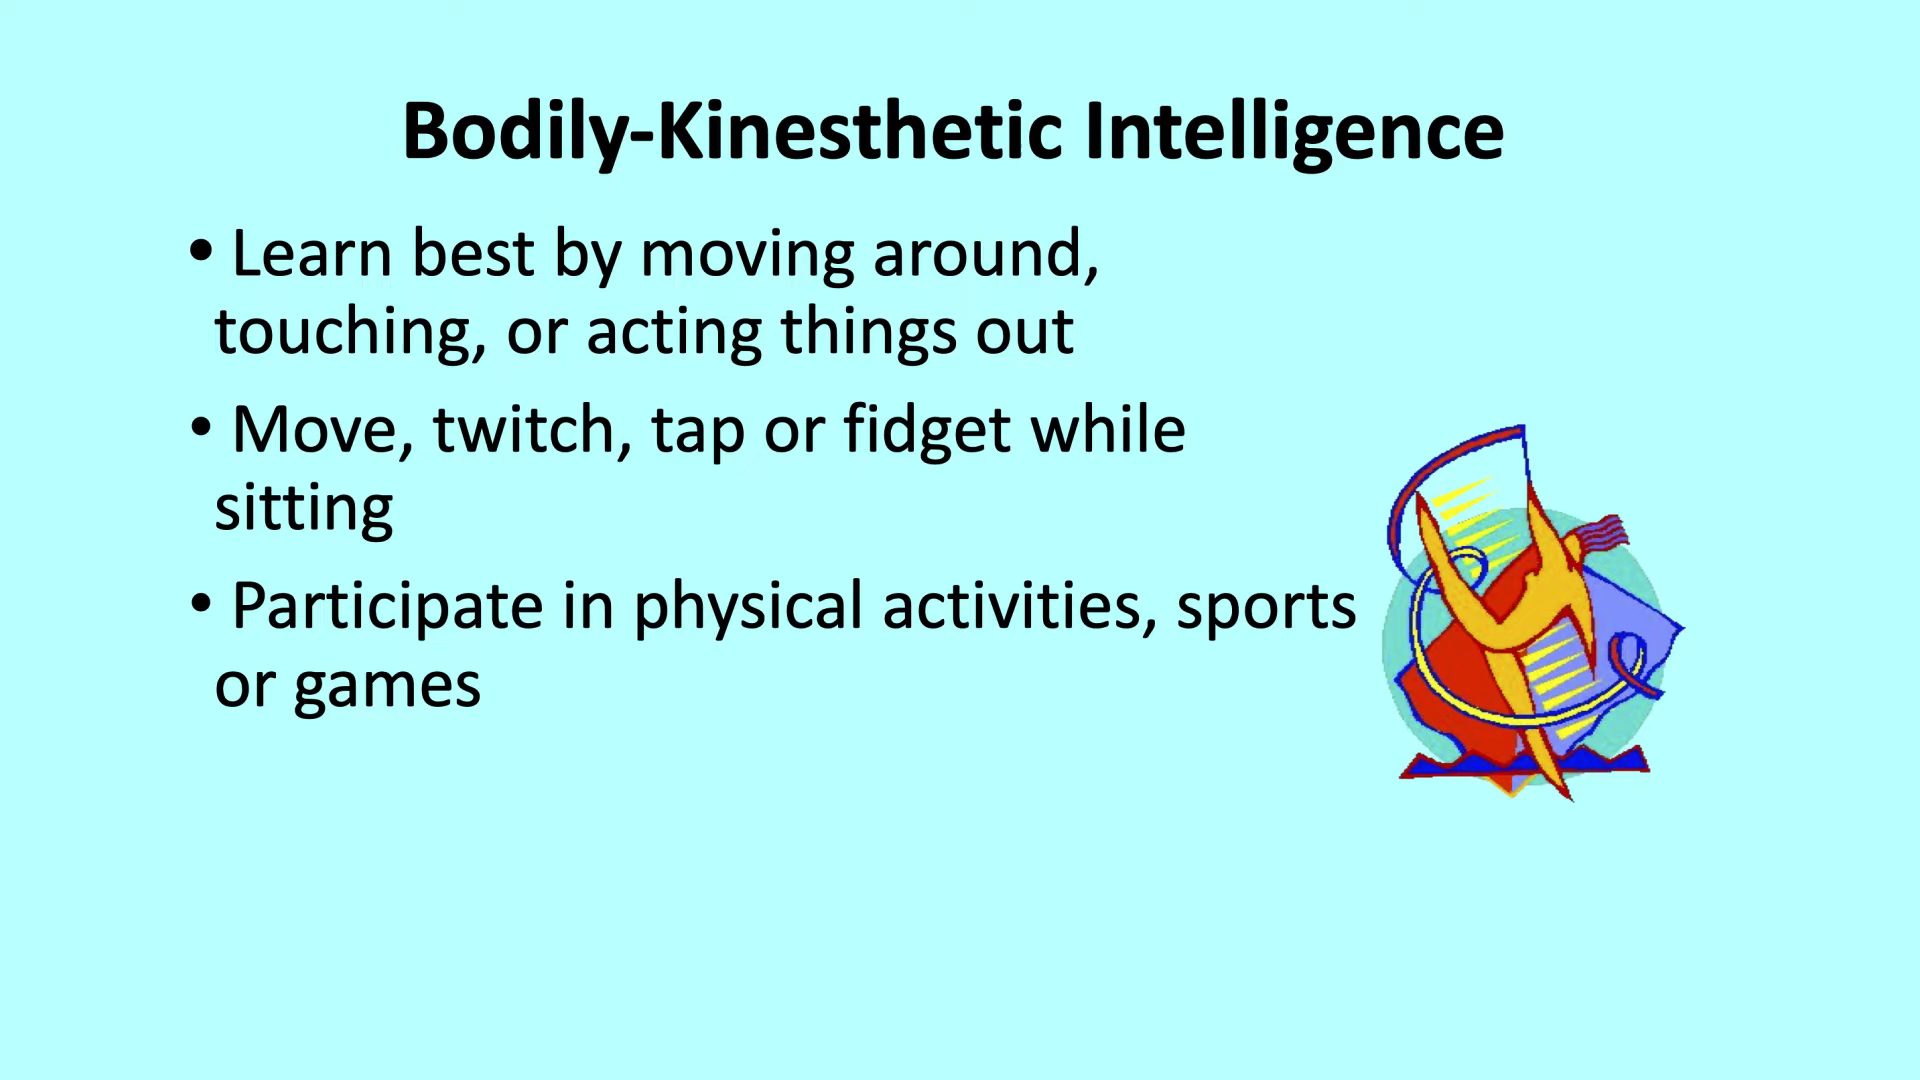 Bodily-Kinesthetic Intelligence
• Learn best by moving around,
touching, or acting things out
• Move, twitch, tap or fidget while
sitting
• Participate in physical activities, sports
or games